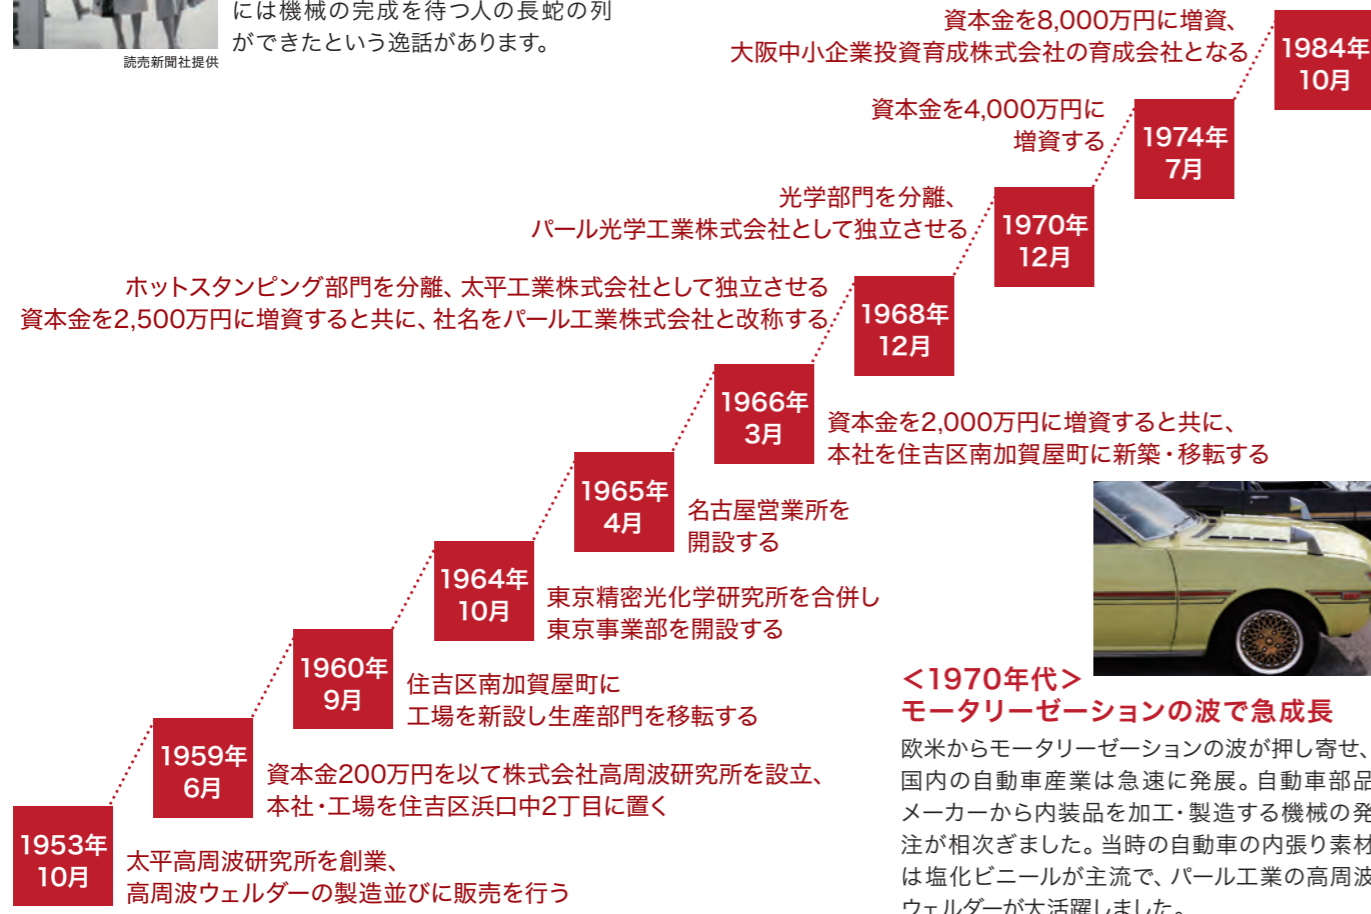 には機械の完成を待つ人の長蛇の列
ができたという逸話があります。
読売新聞社提供
資本金を8,000万円に増資、
大阪中小企業投資育成株式会社の育成会社となる
1984年
10月
資本金を4,000万円に
増資する
1974年
7月
光学部門を分離、
パール光学工業株式会社として独立させる
1970年
12月
ホットスタンピング部門を分離、太平工業株式会社として独立させる
資本金を2,500万円に増資すると共に、社名をパール工業株式会社と改称する
1968年
12月
1966年
3月
資本金を2,000万円に増資すると共に、
本社を住吉区南加賀屋町に新築・移転する
1965年
4月
名古屋営業所を
開設する
1964年
10月
東京精密光化学研究所を合併し
東京事業部を開設する
1960年
9月
住吉区南加賀屋町に
工場を新設し生産部門を移転する
1959年
6月
資本金200万円を以て株式会社高周波研究所を設立、
本社・工場を住吉区浜口中2丁目に置く
1953年
10月
太平高周波研究所を創業、
高周波ウェルダーの製造並びに販売を行う
＜1970年代＞
モータリーゼーションの波で急成長
欧米からモータリーゼーションの波が押し寄せ、
国内の自動車産業は急速に発展。自動車部品
メーカーから内装品を加工・製造する機械の発
注が相次ぎました。当時の自動車の内張り素材
は塩化ビニールが主流で、パール工業の高周波
ウェルダーが大活躍しました。